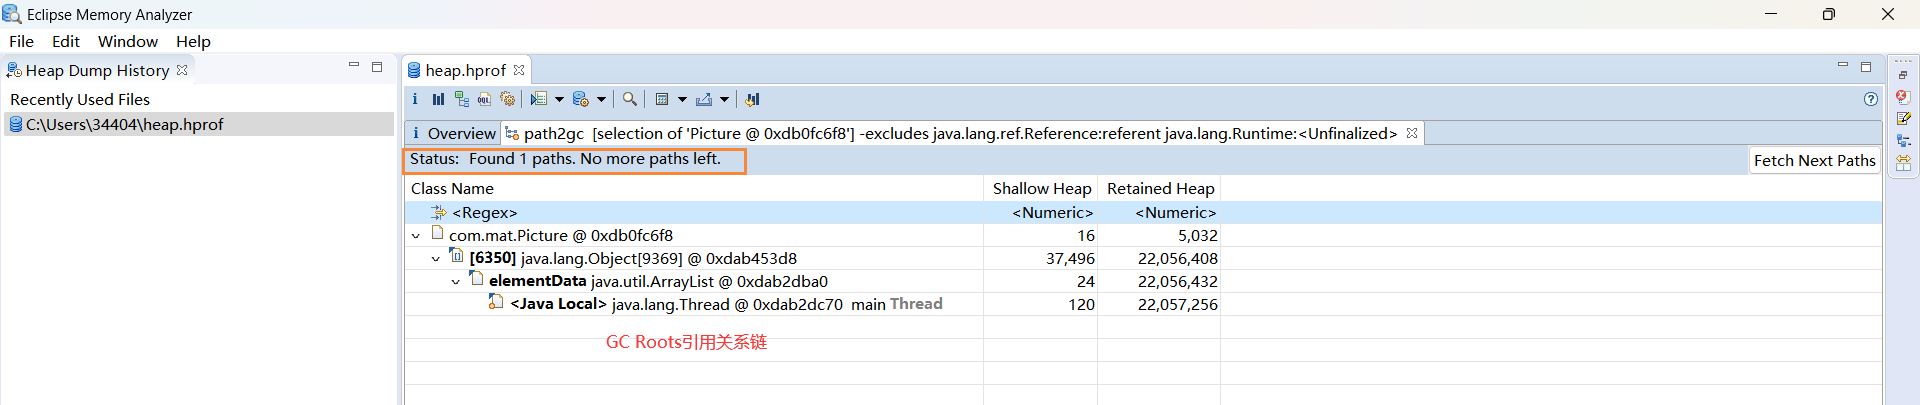 Eclipse Memory Analyzer
File Edit Window Help
Heap Dump History
Recently Used Files
C:\Users\34404\heap.hprof
heap.hprof
i OQL ?
i Overview path2gc [selection of 'Picture @ 0xdb0fc6f8'] -excludes java.lang.ref.Reference:referent java.lang.Runtime:<Unfinalized>
Status: Found 1 paths. No more paths left. Fetch Next Paths
Class Name Shallow Heap Retained Heap
<Regex> <Numeric> <Numeric>
com.mat.Picture @ 0xdb0fc6f8 16 5,032
[6350] java.lang.Object[9369] @ 0xdab453d8 37,496 22,056,408
elementData java.util.ArrayList @ 0xdab2dba0 24 22,056,432
<Java Local> java.lang.Thread @ 0xdab2dc70 main Thread 120 22,057,256
GC Roots引用关系链